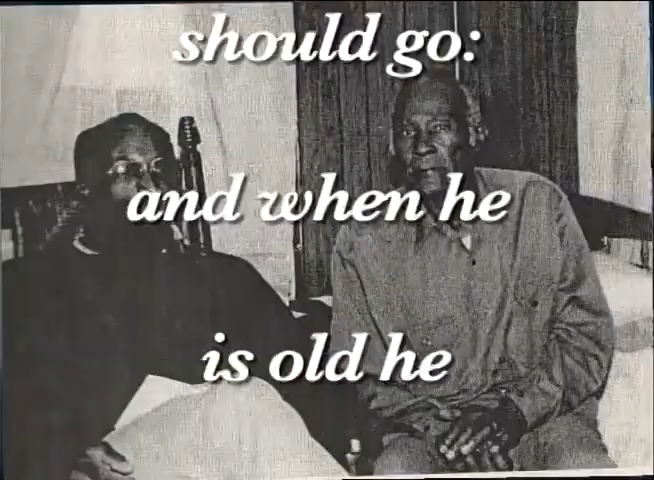 should go:
and when he
is old he